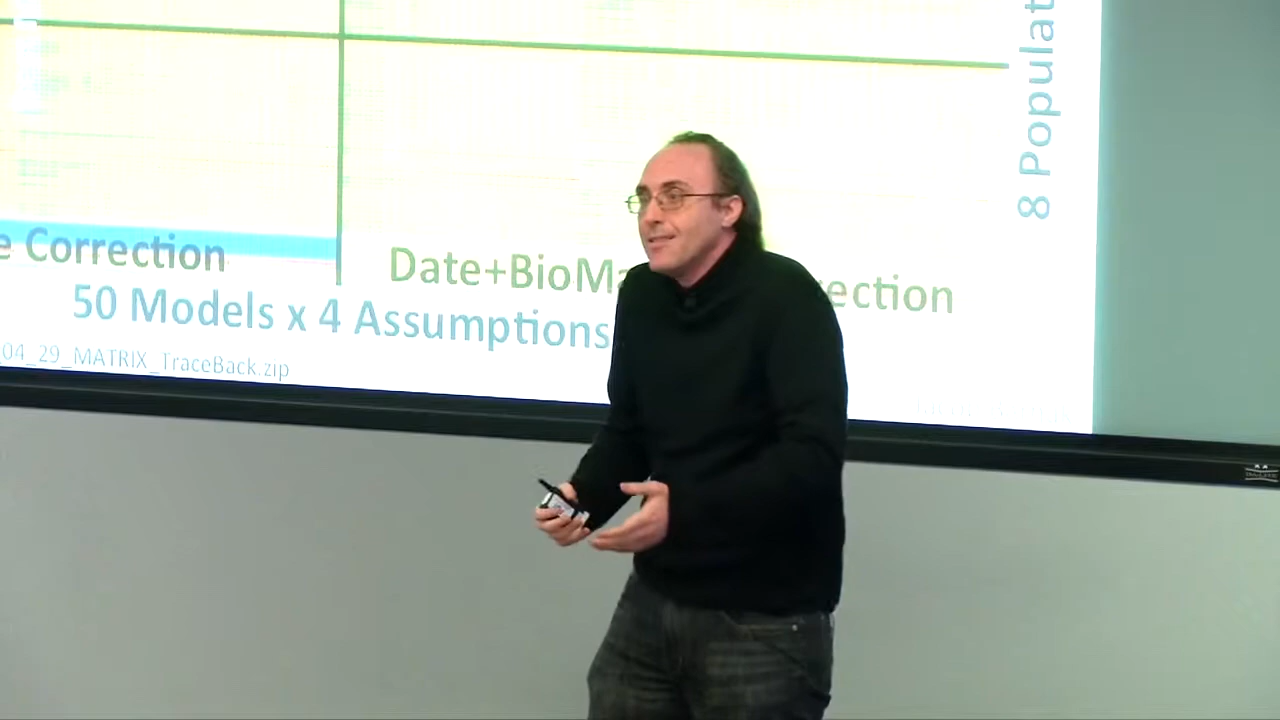 8 Populat
e Correction
Date+BioMa ection
50 Models x 4 Assumptions
04_29_MATRIX_TraceBack.zip